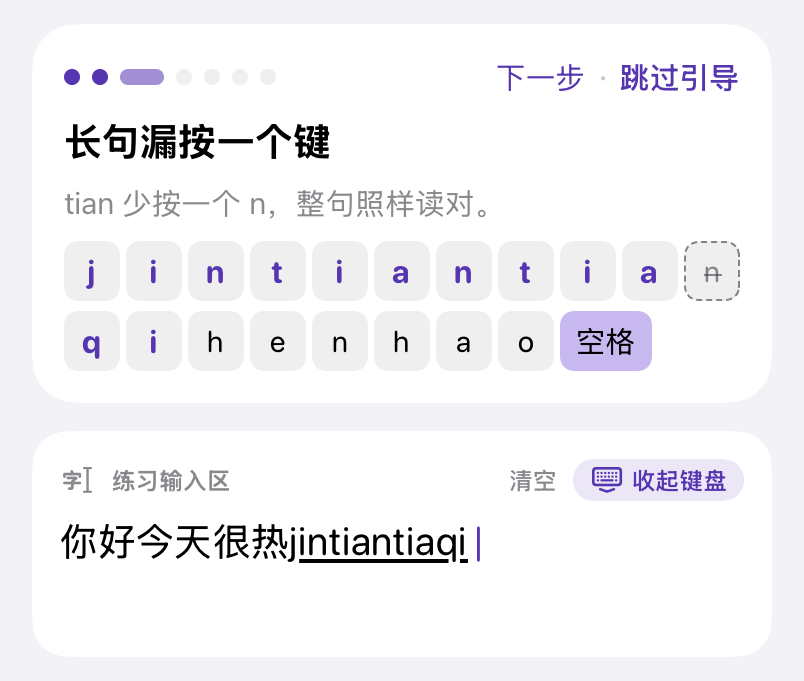 下一步 · 跳过引导
长句漏按一个键
tian 少按一个 n，整句照样读对。
j i n t i a n t i a n
q i h e n h a o 空格
字 练习输入区 清空 收起键盘
你好今天很热jintiantiaqi